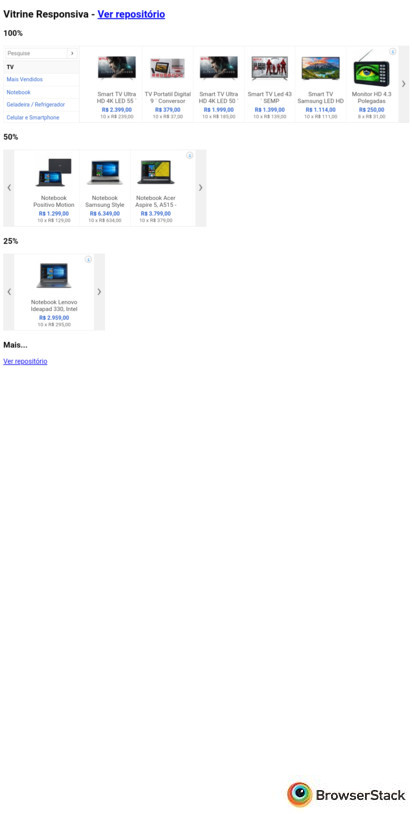 Vitrine Responsiva - Ver repositório
100%
Pesquise
TV
Mais Vendidos
Notebook
Geladeira / Refrigerador
Celular e Smartphone
Smart TV Ultra
HD 4K LED 55
R$ 2.399,00
10 x R$ 239,00
TV Portatil Digital
9 ¨ Conversor
R$ 379,00
10 x R$ 37,00
Smart TV Ultra
HD 4K LED 50 ¨
R$ 1.999,00
10 x R$ 189,00
Smart TV Led 43
¨ SEMP
R$ 1.399,00
10 x R$ 139,00
Smart TV
Samsung LED HD
R$ 1.114,00
10 x R$ 111,00
Monitor HD 4.3
Polegadas
R$ 250,00
8 x R$ 31,00
50%
Notebook
Positivo Motion
R$ 1.299,00
10 x R$ 129,00
Notebook
Samsung Style
R$ 6.349,00
10 x R$ 634,00
Notebook Acer
Aspire 5, A515 -
R$ 3.799,00
10 x R$ 379,00
25%
Notebook Lenovo
Ideapad 330, Intel
R$ 2.959,00
10 x R$ 295,00
Mais...
Ver repositório
BrowserStack